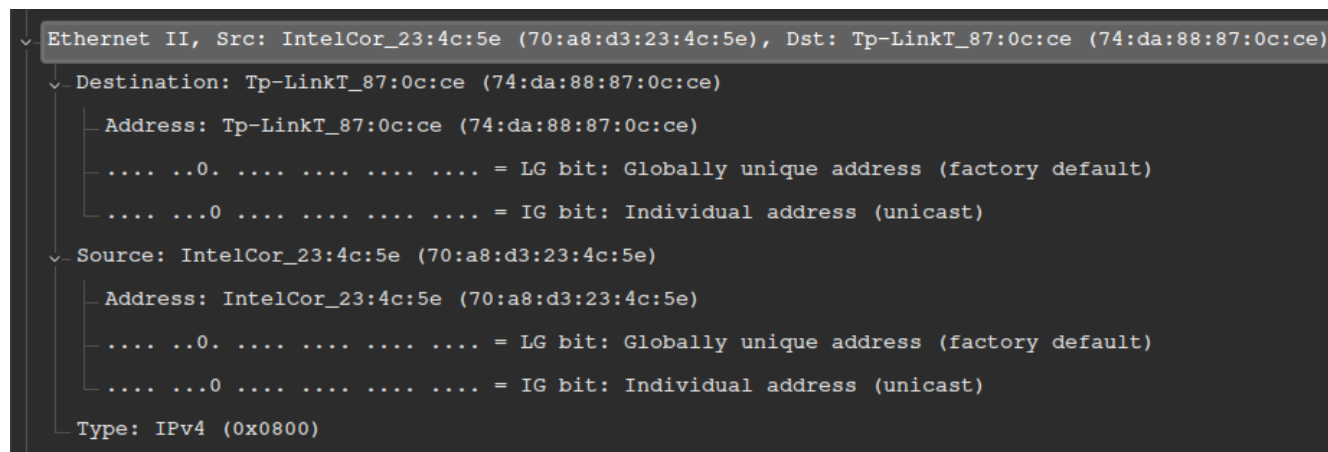 Ethernet II, Src: IntelCor_23:4c:5e (70:a8:d3:23:4c:5e), Dst: Tp-LinkT_87:0c:ce (74:da:88:87:0c:ce)
Destination: Tp-LinkT_87:0c:ce (74:da:88:87:0c:ce)
Address: Tp-LinkT_87:0c:ce (74:da:88:87:0c:ce)
.... ..0. .... .... .... .... = LG bit: Globally unique address (factory default)
.... ...0 .... .... .... .... = IG bit: Individual address (unicast)
Source: IntelCor_23:4c:5e (70:a8:d3:23:4c:5e)
Address: IntelCor_23:4c:5e (70:a8:d3:23:4c:5e)
.... ..0. .... .... .... .... = LG bit: Globally unique address (factory default)
.... ...0 .... .... .... .... = IG bit: Individual address (unicast)
Type: IPv4 (0x0800)